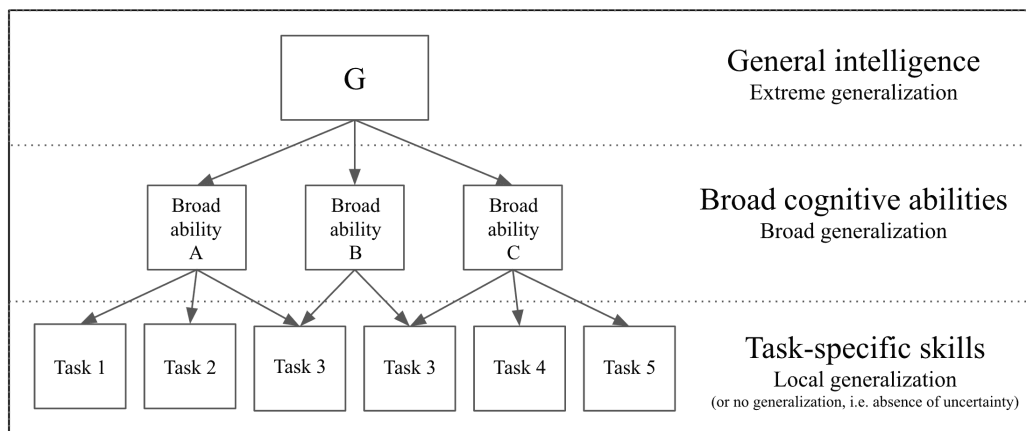 G
General intelligence
Extreme generalization
Broad
ability
A
Broad
ability
B
Broad
ability
C
Broad cognitive abilities
Broad generalization
Task 1
Task 2
Task 3
Task 3
Task 4
Task 5
Task-specific skills
Local generalization
(or no generalization, i.e. absence of uncertainty)